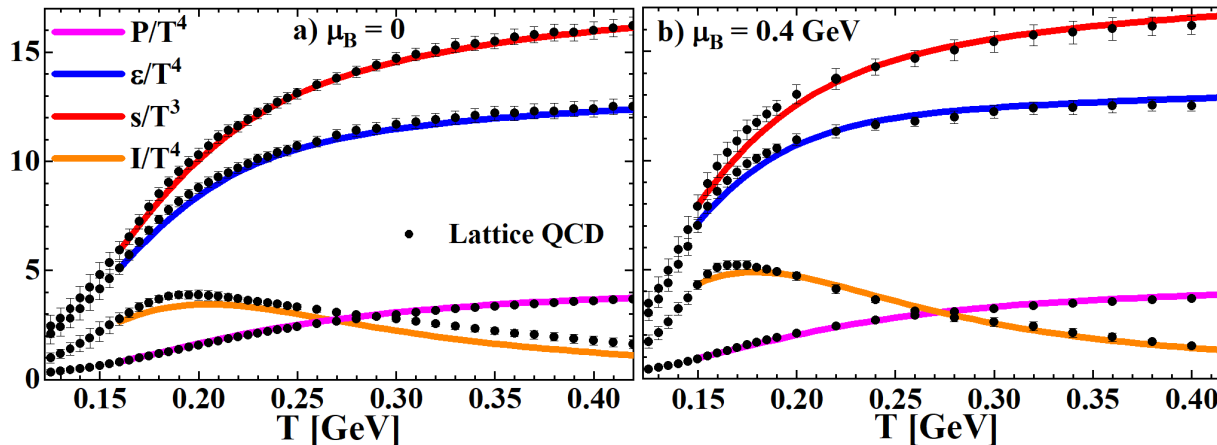 a) μB = 0
b) μB = 0.4 GeV
P/T⁴
ε/T⁴
s/T³
I/T⁴
Lattice QCD
15
10
5
0
0.15 0.20 0.25 0.30 0.35 0.40
0.15 0.20 0.25 0.30 0.35 0.40
T [GeV]
T [GeV]